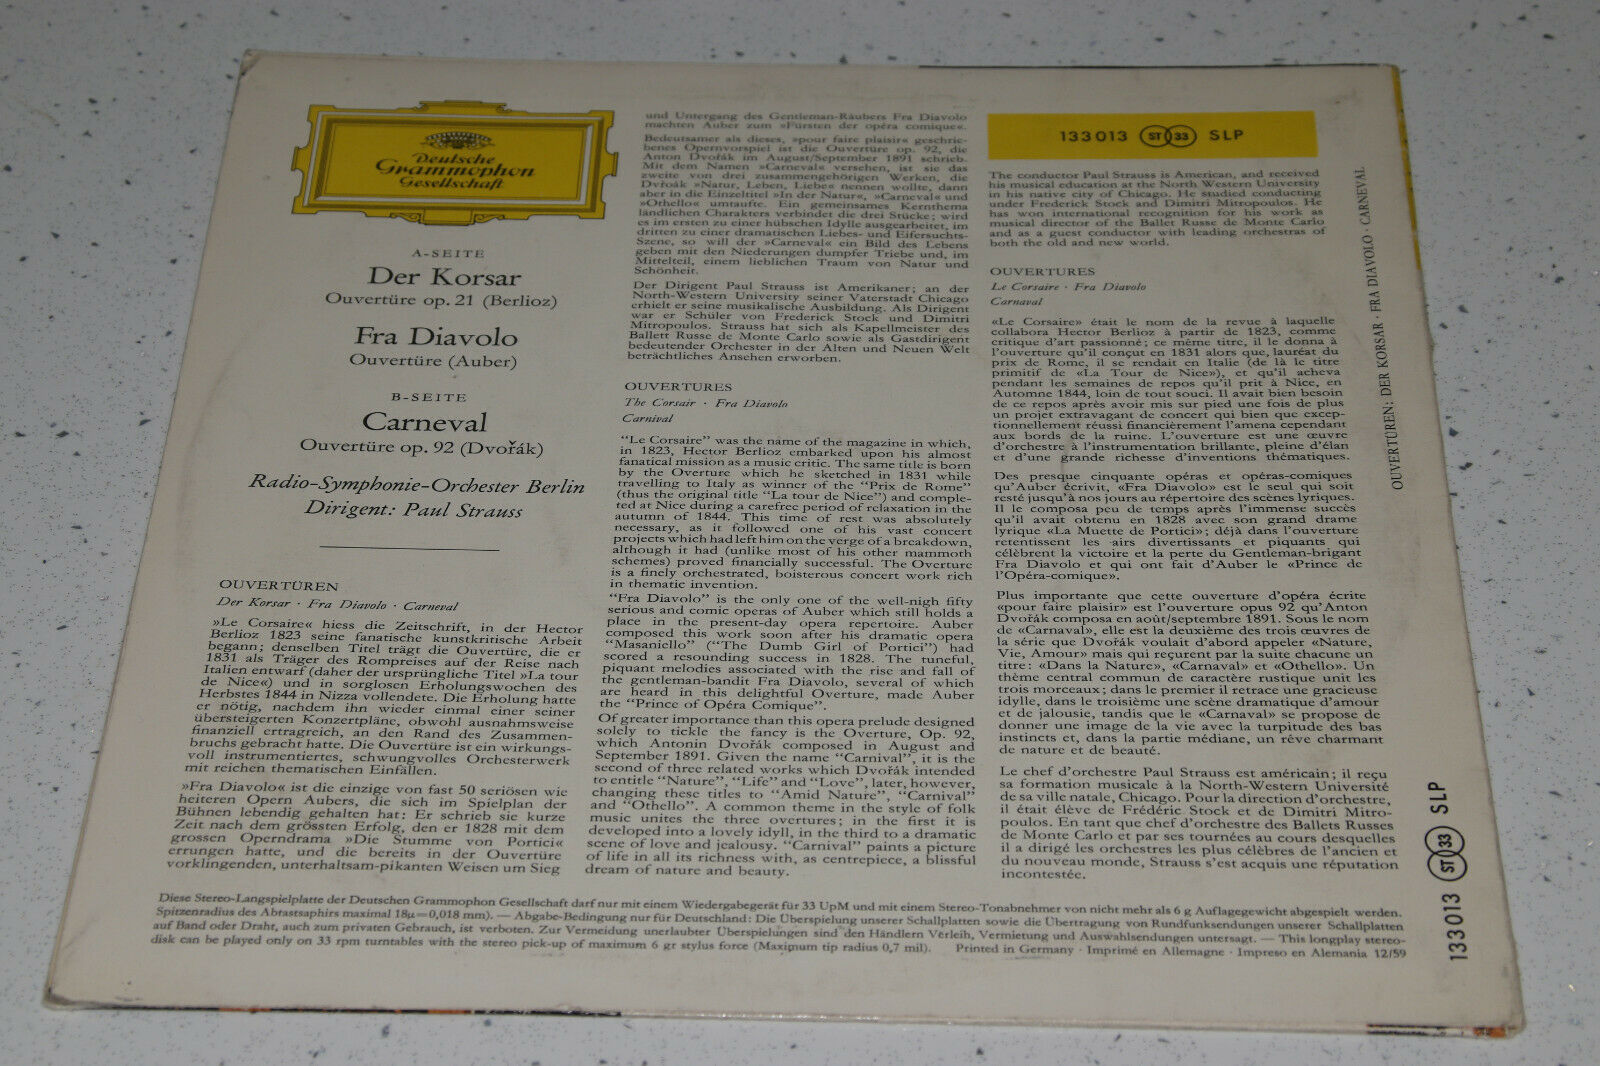 Deutsche
Grammophon
Gesellschaft
A-SEITE
Der Korsar
Ouvertüre op. 21 (Berlioz)
Fra Diavolo
Ouvertüre (Auber)
B-SEITE
Carneval
Ouvertüre op. 92 (Dvořák)
Radio-Symphonie-Orchester Berlin
Dirigent: Paul Strauss
OUVERTÜREN
Der Korsar · Fra Diavolo · Carneval
»Le Corsaire« hiess die Zeitschrift, in der Hector
Berlioz 1823 seine fanatische kunstkritische Arbeit
begann; denselben Titel trägt die Ouvertüre, die er
1831 als Träger des Rompreises auf der Reise nach
Italien entwarf (daher der ursprüngliche Titel »La tour
de Nice«) und in sorglosen Erholungswochen des
Herbstes 1844 in Nizza vollendete. Die Erholung hatte
er nötig, nachdem ihn wieder einmal einer seiner
übersteigerten Konzertpläne, obwohl ausnahmsweise
finanziell ertragreich, an den Rand des Zusammen-
bruchs gebracht hatte. Die Ouvertüre ist ein wirkungs-
voll instrumentiertes, schwungvolles Orchesterwerk
mit reichen thematischen Einfällen.
»Fra Diavolo« ist die einzige von fast 50 seriösen wie
heiteren Opern Aubers, die sich im Spielplan der
Bühnen lebendig gehalten hat: Er schrieb sie kurze
Zeit nach dem grössten Erfolg, den er 1828 mit dem
grossen Operndrama »Die Stumme von Portici«
errungen hatte, und die bereits in der Ouvertüre
vorklingenden, unterhaltsam-pikanten Weisen um Sieg
und Untergang des Gentleman-Räubers Fra Diavolo
machten Auber zum »Fürsten der opéra comique«.
Bedeutsamer als dieses, »pour faire plaisir« geschrie-
benes Opernvorspiel ist die Ouvertüre op. 92, die
Anton Dvořák im August/September 1891 schrieb.
Mit dem Namen »Carneval« versehen, ist sie das
zweite von drei zusammengehörigen Werken, die
Dvřoák »Natur, Leben, Liebe« nennen wollte, dann
aber in die Einzeltitel »In der Natur«, »Carneval« und
»Othello« umtaufte. Ein gemeinsames Kernthema
ländlichen Charakters verbindet die drei Stücke; wird
es im ersten zu einer hübschen Idylle ausgearbeitet, im
dritten zu einer dramatischen Liebes- und Eifersuchts-
Szene, so will der »Carneval« ein Bild des Lebens
geben mit den Niederungen dumpfer Triebe und, im
Mittelteil, einem lieblichen Traum von Natur und
Schönheit.
Der Dirigent Paul Strauss ist Amerikaner; an der
North-Western University seiner Vaterstadt Chicago
erhielt er seine musikalische Ausbildung. Als Dirigent
war er Schüler von Frederick Stock und Dimitri
Mitropoulos. Strauss hat sich als Kapellmeister des
Ballett Russe de Monte Carlo sowie als Gastdirigent
bedeutender Orchester in der Alten und Neuen Welt
beträchtliches Ansehen erworben.
OUVERTURES
The Corsair · Fra Diavolo
Carnival
“Le Corsaire” was the name of the magazine in which,
in 1823, Hector Berlioz embarked upon his almost
fanatical mission as a music critic. The same title is born
by the Overture which he sketched in 1831 while
travelling to Italy as winner of the “Prix de Rome”
(thus the original title “La tour de Nice”) and comple-
ted at Nice during a carefree period of relaxation in the
autumn of 1844. This time of rest was absolutely
necessary, as it followed one of his vast concert
projects which had left him on the verge of a breakdown,
although it had (unlike most of his other mammoth
schemes) proved financially successful. The Overture
is a finely orchestrated, boisterous concert work rich
in thematic invention.
“Fra Diavolo” is the only one of the well-nigh fifty
serious and comic operas of Auber which still holds a
place in the present-day opera repertoire. Auber
composed this work soon after his dramatic opera
“Masaniello” (“The Dumb Girl of Portici”) had
scored a resounding success in 1828. The tuneful,
piquant melodies associated with the rise and fall of
the gentleman-bandit Fra Diavolo, several of which
are heard in this delightful Overture, made Auber
the “Prince of Opéra Comique”.
Of greater importance than this opera prelude designed
solely to tickle the fancy is the Overture, Op. 92,
which Antonin Dvořák composed in August and
September 1891. Given the name “Carnival”, it is the
second of three related works which Dvořák intended
to entitle “Nature”, “Life” and “Love”, later, however,
changing these titles to “Amid Nature”, “Carnival”
and “Othello”. A common theme in the style of folk
music unites the three overtures; in the first it is
developed into a lovely idyll, in the third to a dramatic
scene of love and jealousy. “Carnival” paints a picture
of life in all its richness with, as centrepiece, a blissful
dream of nature and beauty.
133 013 ST 33 SLP
The conductor Paul Strauss is American, and received
his musical education at the North Western University
in his native city of Chicago. He studied conducting
under Frederick Stock and Dimitri Mitropoulos. He
has won international recognition for his work as
musical director of the Ballet Russe de Monte Carlo
and as a guest conductor with leading orchestras of
both the old and new world.
OUVERTURES
Le Corsaire · Fra Diavolo
Carnaval
«Le Corsaire» était le nom de la revue à laquelle
collabora Hector Berlioz à partir de 1823, comme
critique d'art passionné; ce même titre, il le donna à
l'ouverture qu'il conçut en 1831 alors que, lauréat du
prix de Rome, il se rendait en Italie (de là le titre
primitif de «La Tour de Nice»), et qu'il acheva
pendant les semaines de repos qu'il prit à Nice, en
Automne 1844, loin de tout souci. Il avait bien besoin
de ce repos après avoir mis sur pied une fois de plus
un projet extravagant de concert qui bien que excep-
tionnellement réussi financièrement l'amena cependant
aux bords de la ruine. L'ouverture est une œuvre
d'orchestre à l'instrumentation brillante, pleine d'élan
et d'une grande richesse d'inventions thématiques.
Des presque cinquante opéras et opéras-comiques
qu'Auber écrivit, «Fra Diavolo» est le seul qui soit
resté jusqu'à nos jours au répertoire des scènes lyriques.
Il le composa peu de temps après l'immense succès
qu'il avait obtenu en 1828 avec son grand drame
lyrique «La Muette de Portici»; déjà dans l'ouverture
retentissent les airs divertissants et piquants qui
célèbrent la victoire et la perte du Gentleman-brigant
Fra Diavolo et qui ont fait d'Auber le «Prince de
l'Opéra-comique».
Plus importante que cette ouverture d'opéra écrite
«pour faire plaisir» est l'ouverture opus 92 qu'Anton
Dvořák composa en août/septembre 1891. Sous le nom
de «Carnaval», elle est la deuxième des trois œuvres de
la série que Dvořák voulait d'abord appeler «Nature,
Vie, Amour» mais qui reçurent par la suite chacune un
titre: «Dans la Nature», «Carnaval» et «Othello». Un
thème central commun de caractère rustique unit les
trois morceaux; dans le premier il retrace une gracieuse
idylle, dans le troisième une scène dramatique d'amour
et de jalousie, tandis que le «Carnaval» se propose de
donner une image de la vie avec la turpitude des bas
instincts et, dans la partie médiane, un rêve charmant
de nature et de beauté.
Le chef d'orchestre Paul Strauss est américain; il reçu
sa formation musicale à la North-Western Université
de sa ville natale, Chicago. Pour la direction d'orchestre,
il était élève de Frédéric Stock et de Dimitri Mitro-
poulos. En tant que chef d'orchestre des Ballets Russes
de Monte Carlo et par ses tournées au cours desquelles
il a dirigé les orchestres les plus célèbres de l'ancien et
du nouveau monde, Strauss s'est acquis une réputation
incontestée.
OUVERTÜREN: DER KORSAR · FRA DIAVOLO · CARNEVAL
133 013 ST 33 SLP
Diese Stereo-Langspielplatte der Deutschen Grammophon Gesellschaft darf nur mit einem Wiedergabegerät für 33 UpM und mit einem Stereo-Tonabnehmer von nicht mehr als 6 g Auflagegewicht abgespielt werden.
Spitzenradius des Abtastsaphirs maximal 18µ=0,018 mm). — Abgabe-Bedingung nur für Deutschland: Die Überspielung unserer Schallplatten sowie die Übertragung von Rundfunksendungen unserer Schallplatten
auf Band oder Draht, auch zum privaten Gebrauch, ist verboten. Zur Vermeidung unerlaubter Überspielungen sind den Händlern Verleih, Vermietung und Auswahlsendungen untersagt. — This longplay stereo-
disk can be played only on 33 rpm turntables with the stereo pick-up of maximum 6 gr stylus force (Maximum tip radius 0,7 mil). Printed in Germany · Imprimé en Allemagne · Impreso en Alemania 12/59